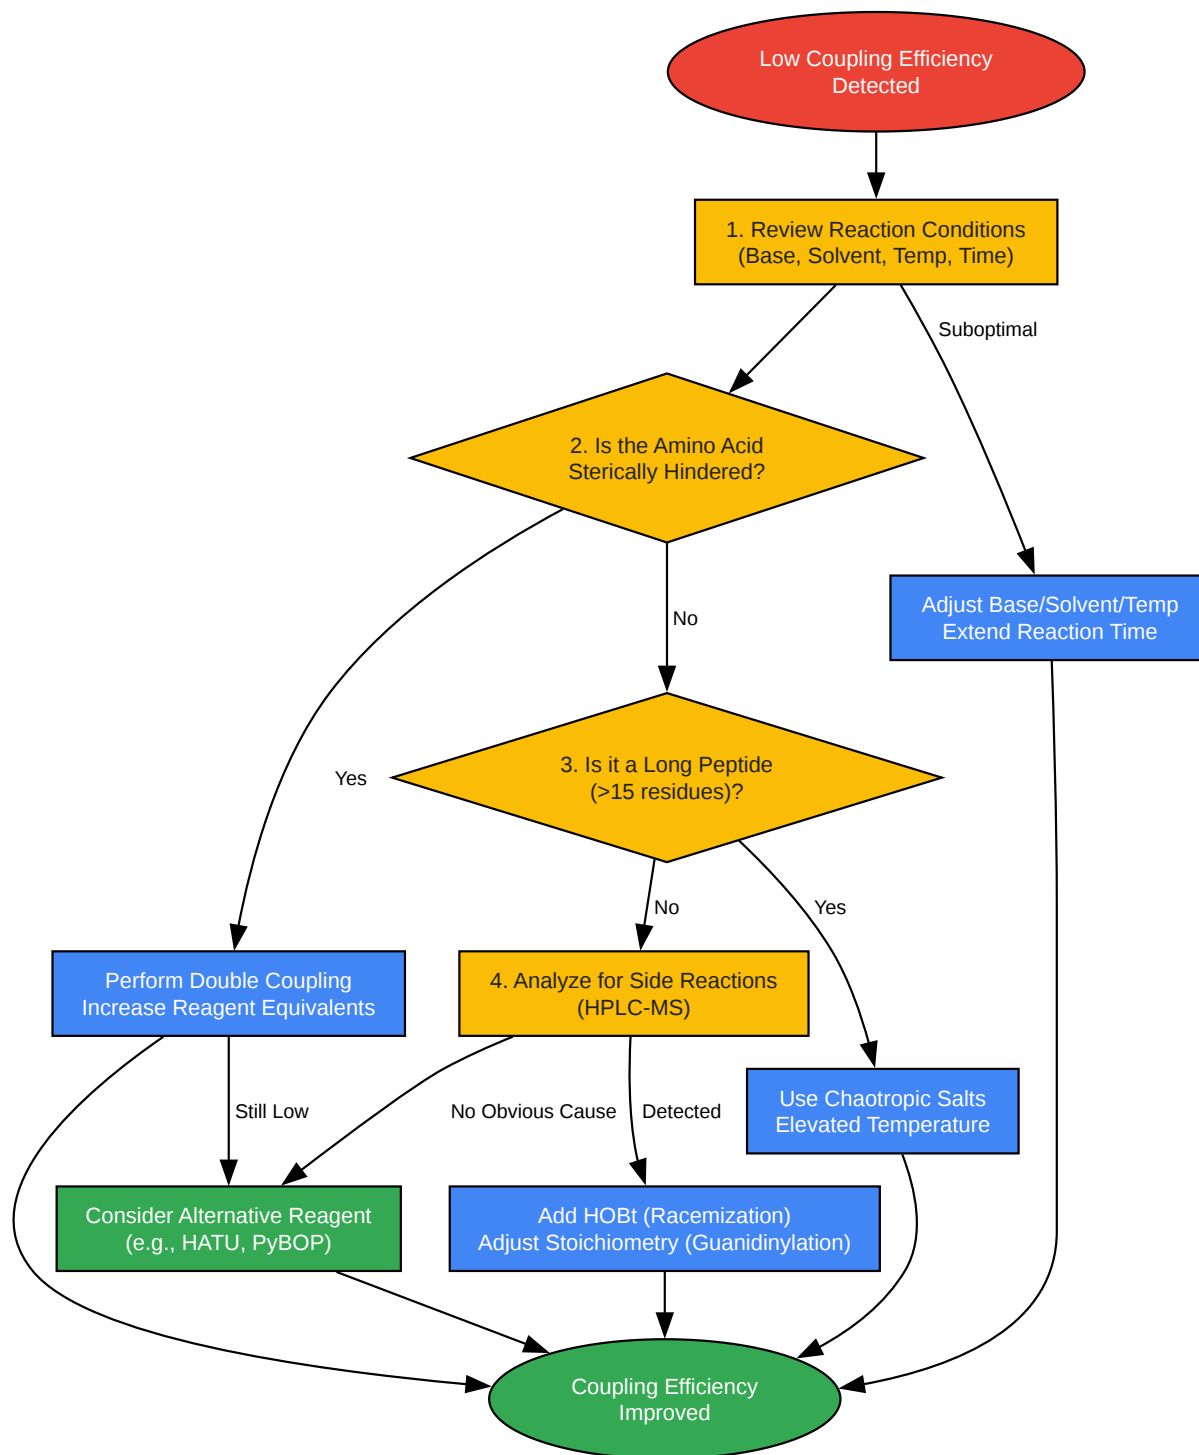 Low Coupling Efficiency
Detected
1. Review Reaction Conditions
(Base, Solvent, Temp, Time)
Suboptimal
2. Is the Amino Acid
Sterically Hindered?
Adjust Base/Solvent/Temp
Extend Reaction Time
No
3. Is it a Long Peptide
(>15 residues)?
Yes
No
Yes
Perform Double Coupling
Increase Reagent Equivalents
4. Analyze for Side Reactions
(HPLC-MS)
Use Chaotropic Salts
Elevated Temperature
Still Low
No Obvious Cause
Detected
Consider Alternative Reagent
(e.g., HATU, PyBOP)
Add HOBt (Racemization)
Adjust Stoichiometry (Guanidinylation)
Coupling Efficiency
Improved